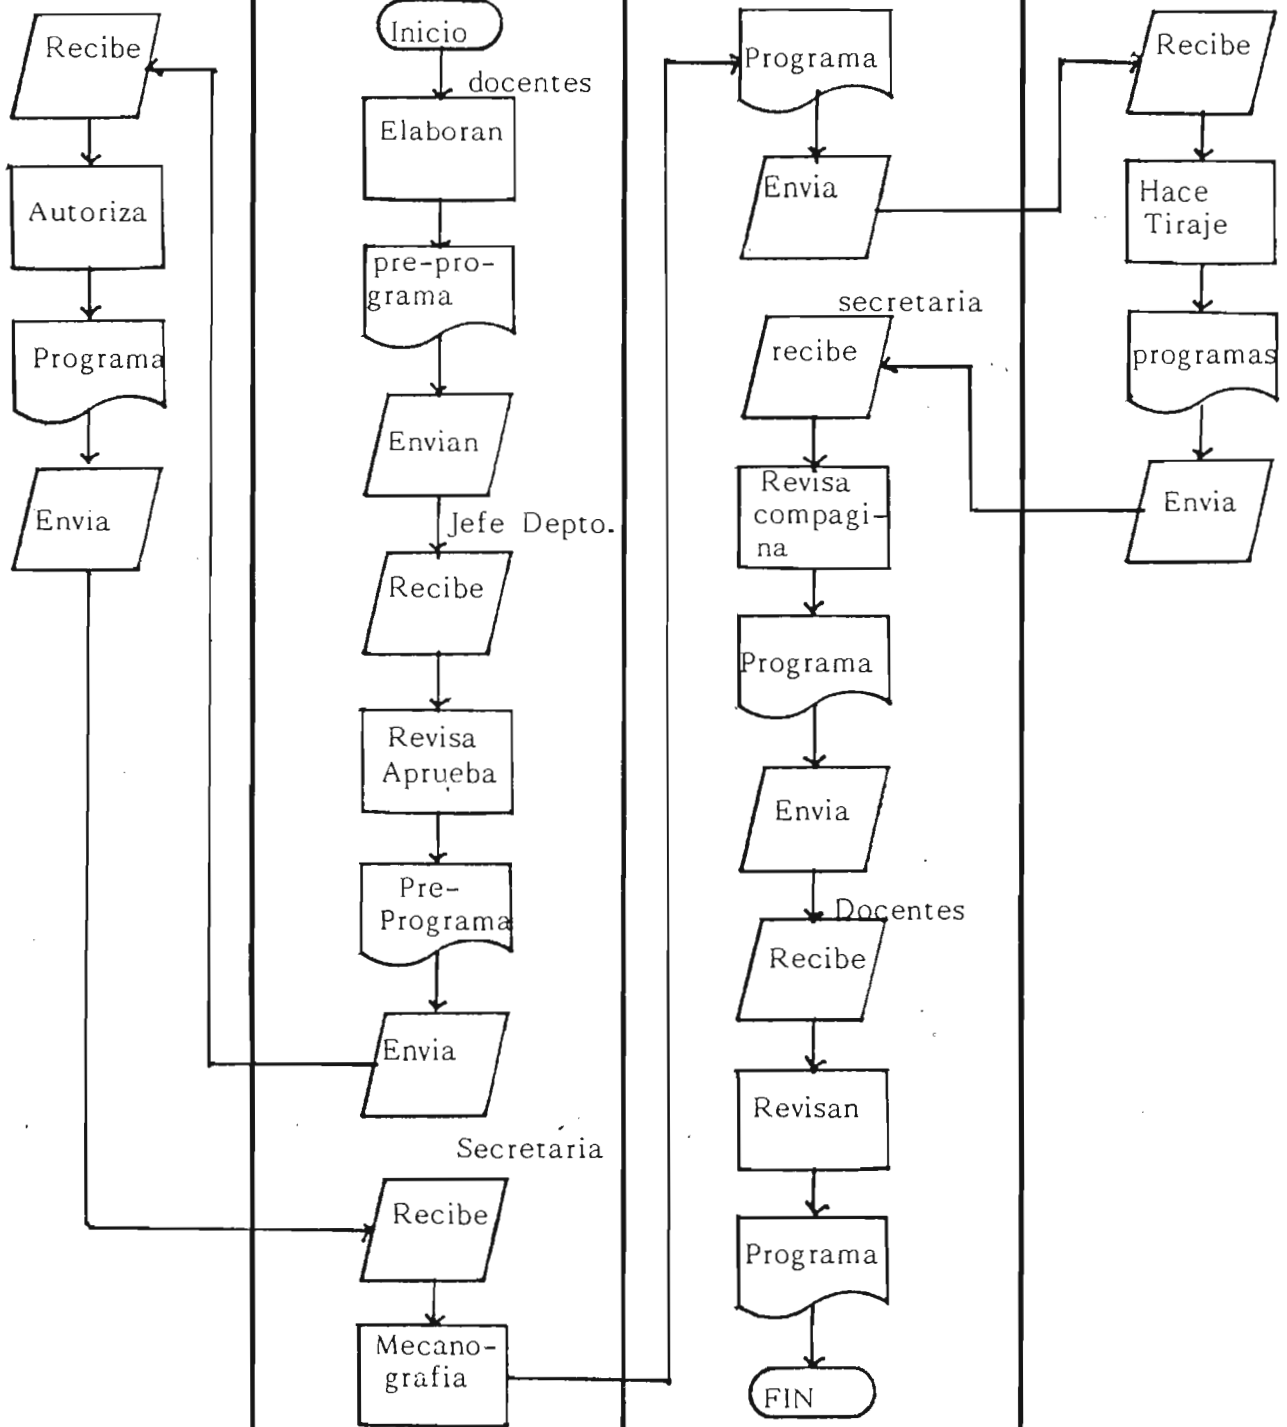 Recibe
Autoriza
Programa
Envia
Inicio
docentes
Elaboran
pre-pro-
grama
Envian
Jefe Depto.
Recibe
Revisa
Aprueba
Pre-
Programa
Envia
Secretaria
Recibe
Mecano-
grafia
Programa
Envia
secretaria
recibe
Revisa
compagi-
na
Programa
Envia
Docentes
Recibe
Revisan
Programa
FIN
Recibe
Hace
Tiraje
programas
Envia